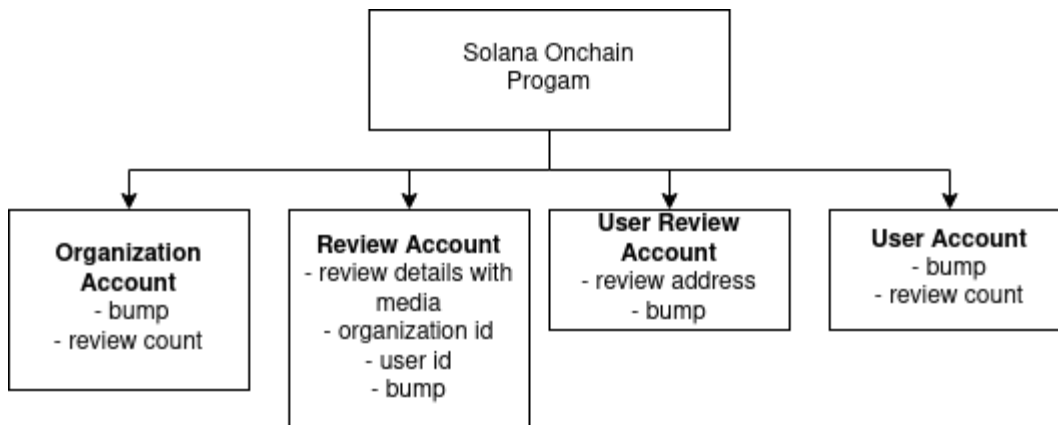 Solana Onchain
Progam
Organization
Account
- bump
- review count
Review Account
- review details with
media
- organization id
- user id
- bump
User Review
Account
- review address
- bump
User Account
- bump
- review count